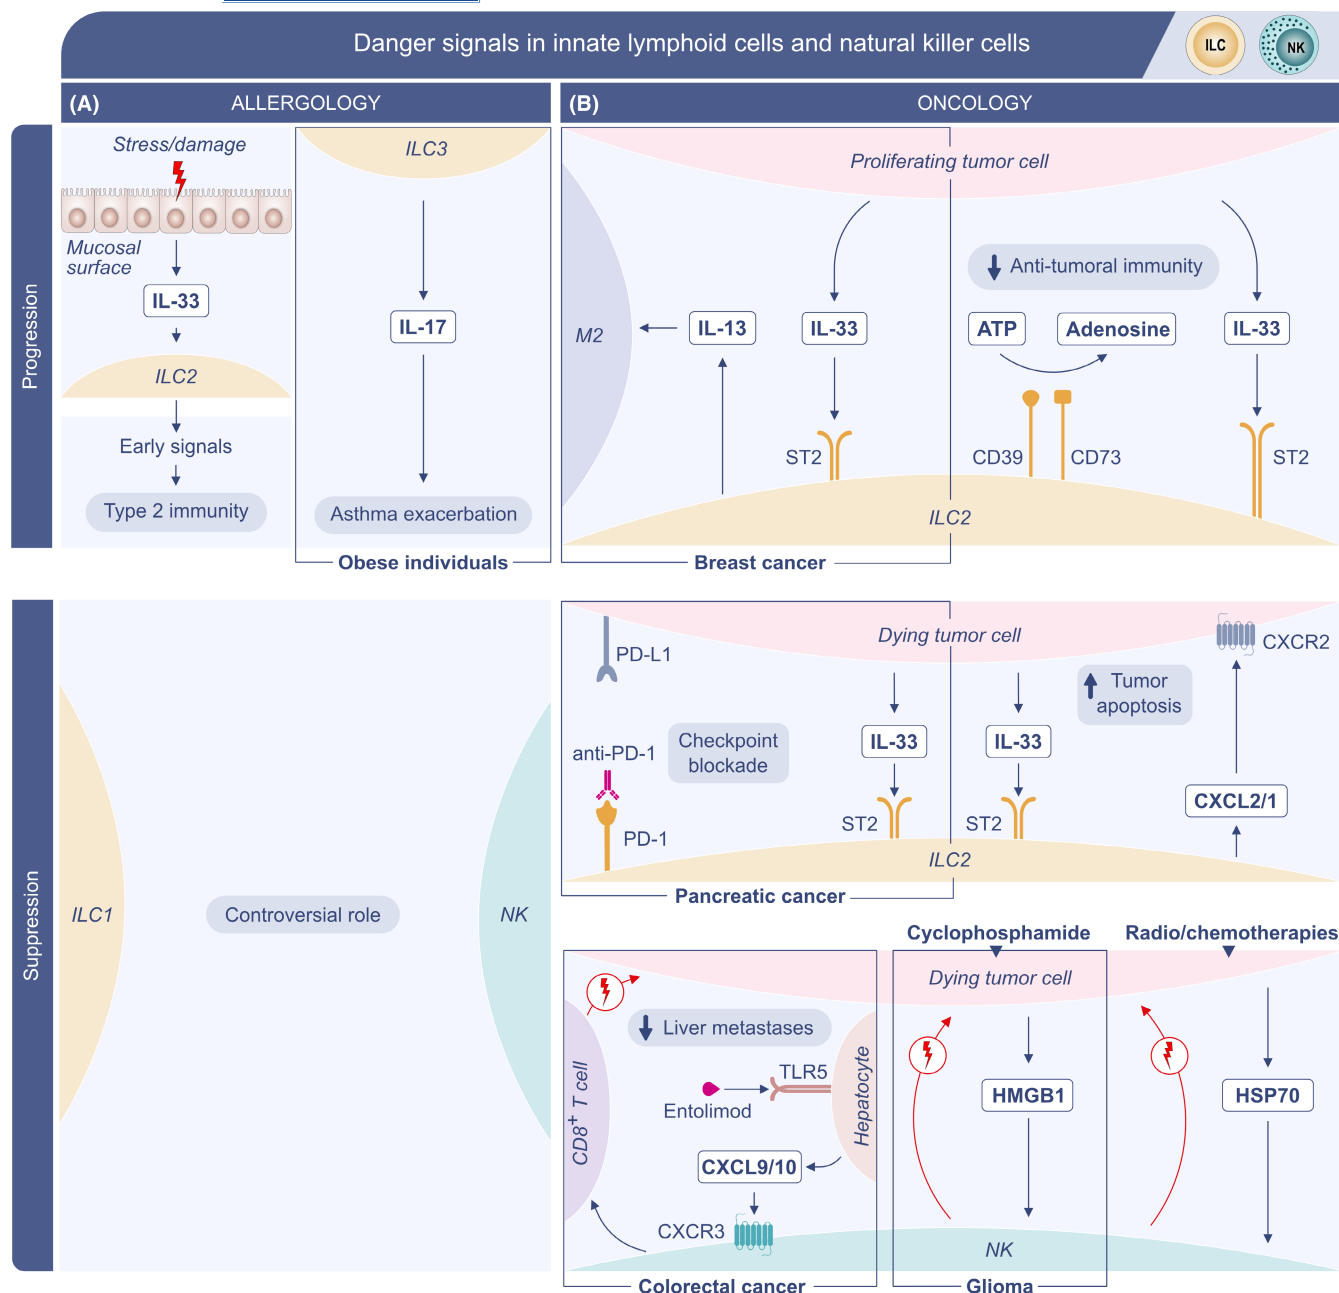 Danger signals in innate lymphoid cells and natural killer cells
ILC
NK
(A)
ALLERGOLOGY
(B)
ONCOLOGY
Progression
Stress/damage
Mucosal
surface
IL-33
ILC2
Early signals
Type 2 immunity
ILC3
IL-17
Asthma exacerbation
Obese individuals
Proliferating tumor cell
Anti-tumoral immunity
M2
IL-13
IL-33
ATP
Adenosine
IL-33
ST2
CD39
CD73
ST2
ILC2
Breast cancer
Suppression
ILC1
Controversial role
NK
Dying tumor cell
PD-L1
CXCR2
Tumor
apoptosis
anti-PD-1
Checkpoint
blockade
IL-33
IL-33
CXCL2/1
PD-1
ST2
ST2
ILC2
Pancreatic cancer
Cyclophosphamide
Radio/chemotherapies
Dying tumor cell
Liver metastases
CD8+ T cell
TLR5
Entolimod
Hepatocyte
HMGB1
HSP70
CXCL9/10
CXCR3
NK
Colorectal cancer
Glioma